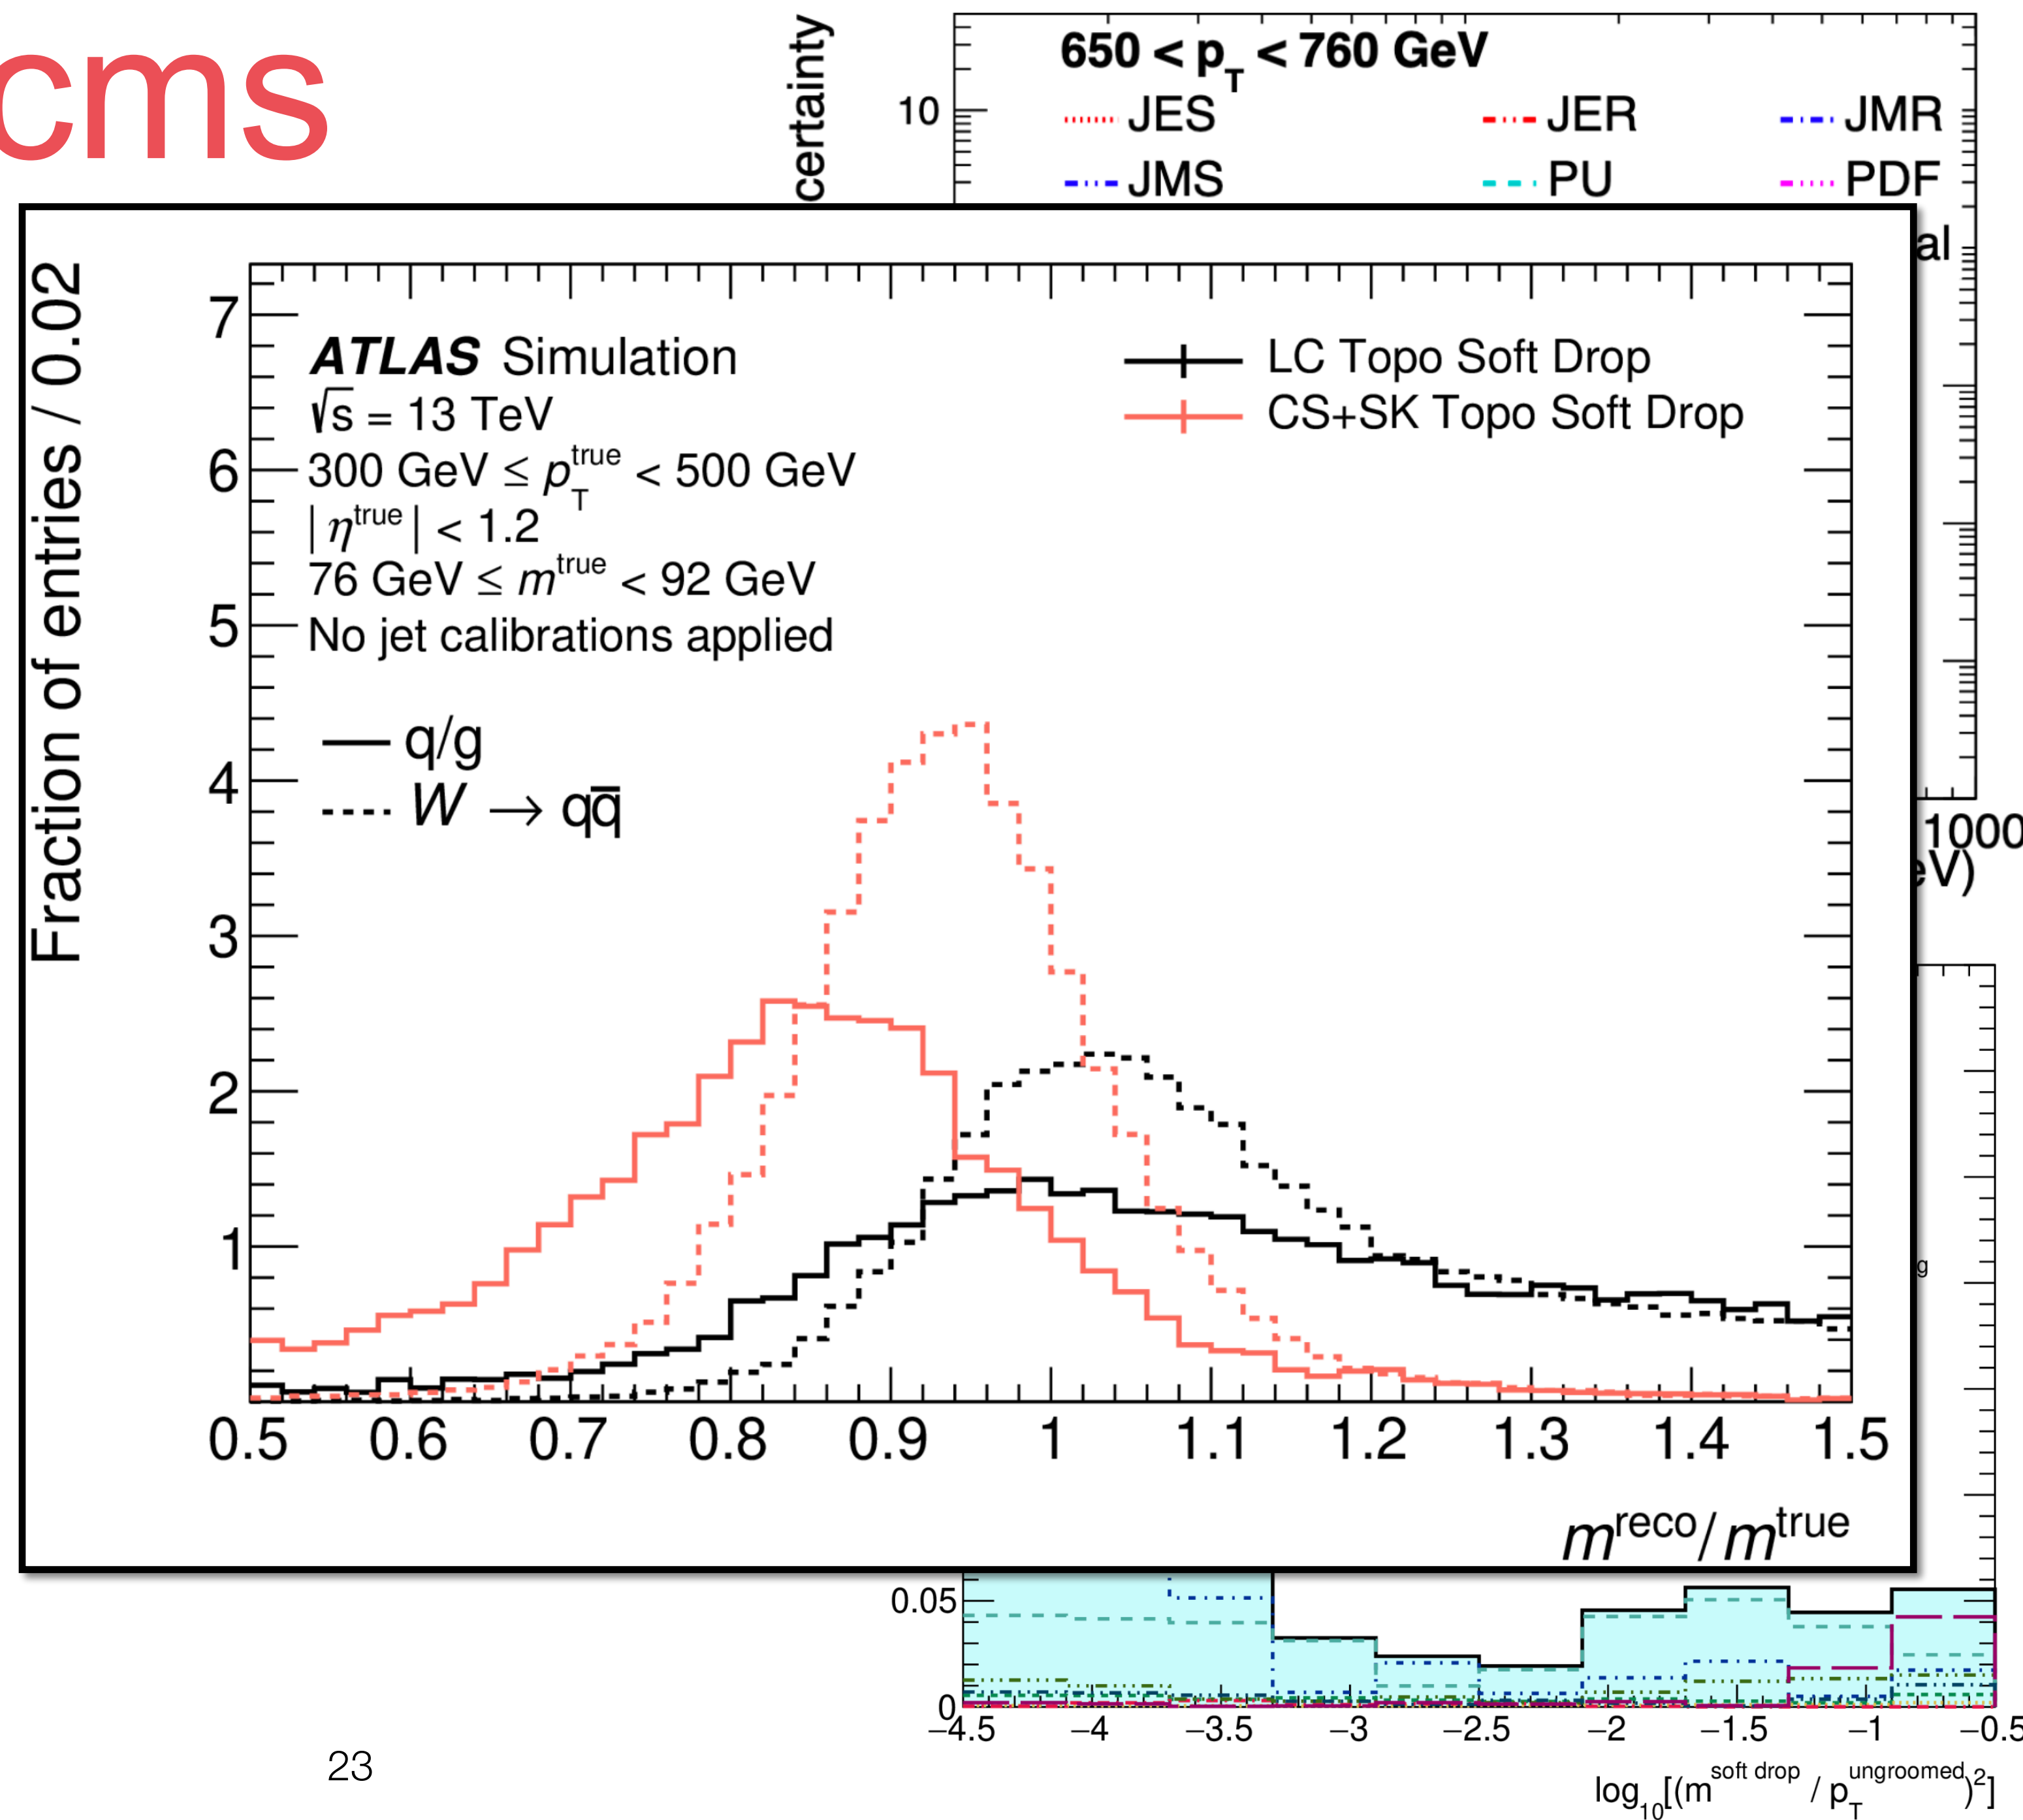 cms
certainty
650 < p_T < 760 GeV
10
JES
JER
JMR
JMS
PU
PDF
al
Fraction of entries / 0.02
7
6
5
4
3
2
1
ATLAS Simulation
√s = 13 TeV
300 GeV ≤ p_T^true < 500 GeV
| η^true | < 1.2
76 GeV ≤ m^true < 92 GeV
No jet calibrations applied
LC Topo Soft Drop
CS+SK Topo Soft Drop
q/g
W → qq̅
0.5 0.6 0.7 0.8 0.9 1 1.1 1.2 1.3 1.4 1.5
m^reco/m^true
1000
eV)
g
0.05
0
−4.5 −4 −3.5 −3 −2.5 −2 −1.5 −1 −0.5
log_10[(m^soft drop / p_T^ungroomed)^2]
23